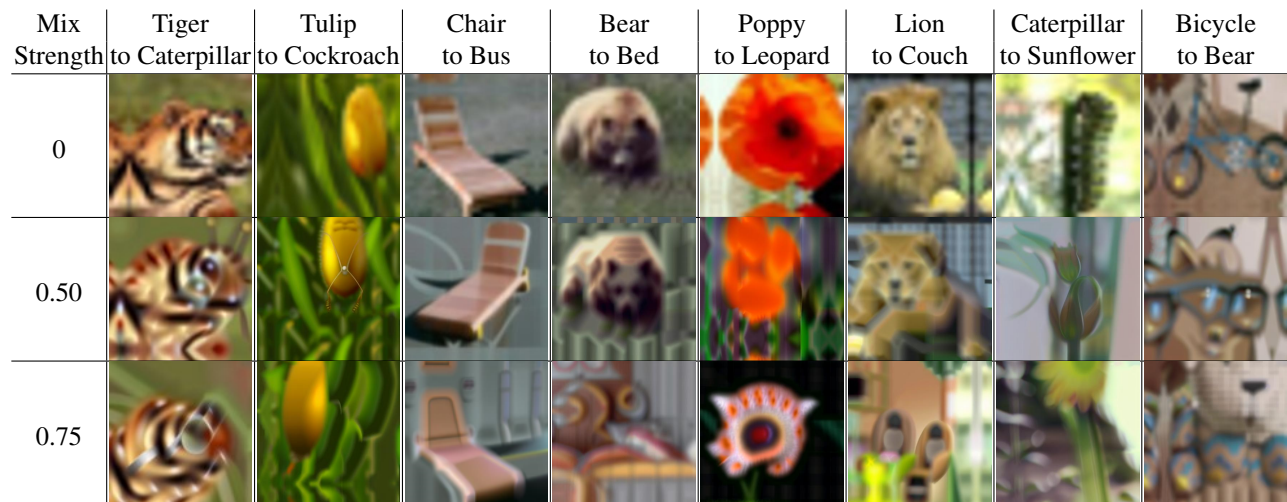 Mix Tiger Tulip Chair Bear Poppy Lion Caterpillar Bicycle
Strength to Caterpillar to Cockroach to Bus to Bed to Leopard to Couch to Sunflower to Bear
0
0.50
0.75